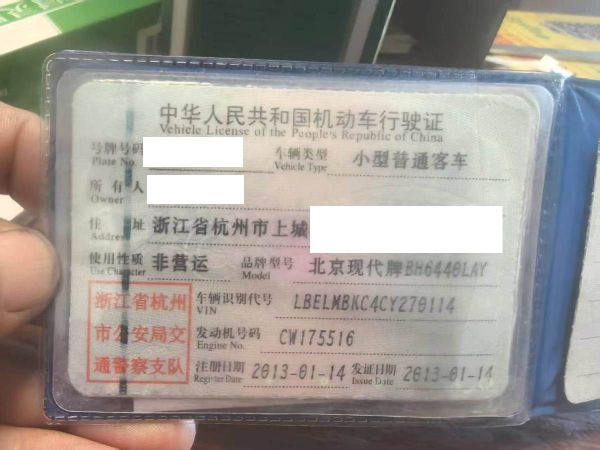 中华人民共和国机动车行驶证
Vehicle License of the People's Republic of China
号牌号码 Plate No. 车辆类型 Vehicle Type 小型普通客车
所有人 Owner
住址 Address 浙江省杭州市上城
使用性质 Use Character 非营运 品牌型号 Model 北京现代牌BH6440LAY
浙江省杭州 车辆识别代号 VIN LBELMBKC4CY270114
市公安局交 发动机号码 Engine No. CW175516
通警察支队 注册日期 Register Date 2013-01-14 发证日期 Issue Date 2013-01-14